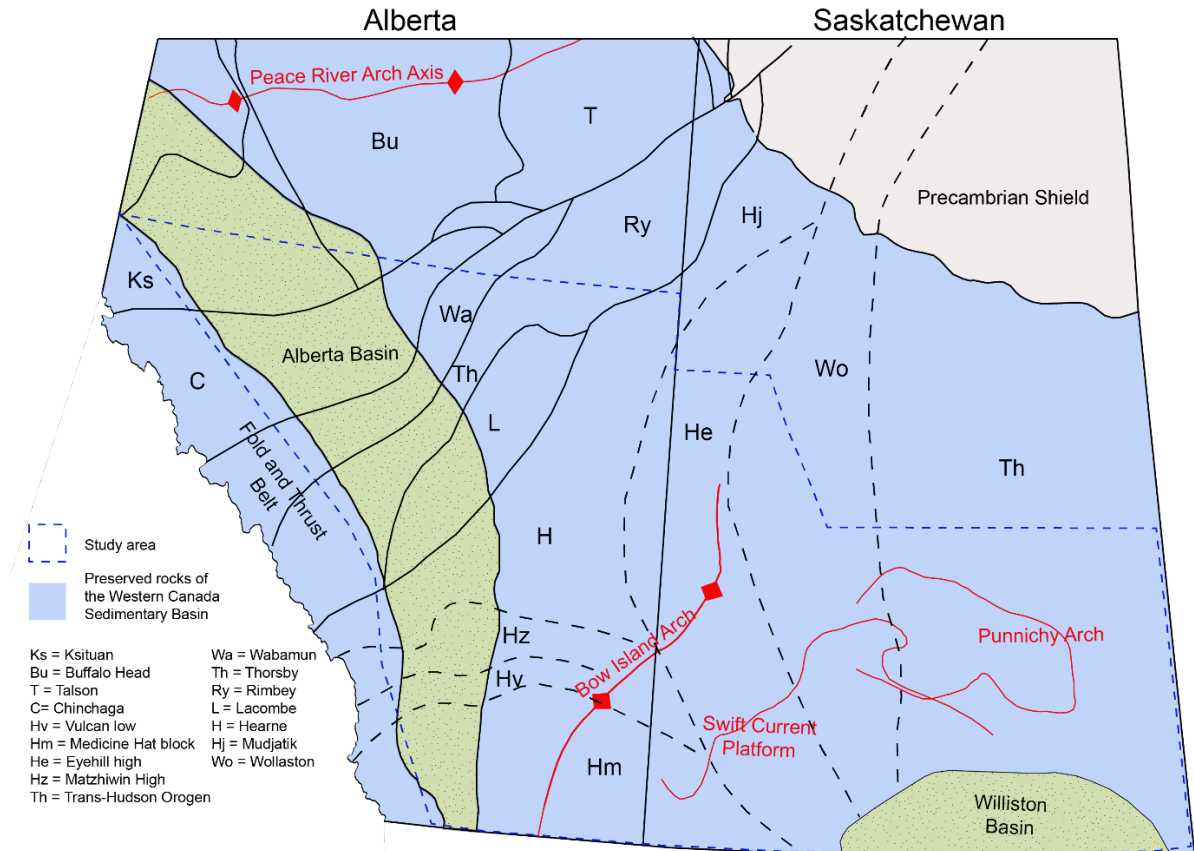 Alberta
Saskatchewan
Peace River Arch Axis
T
Bu
Precambrian Shield
Hj
Ry
Ks
Wa
Alberta Basin
Wo
C
Th
L
He
Fold and Thrust
Belt
Th
H
Study area
Preserved rocks of
the Western Canada
Sedimentary Basin
Hz
Hv
Bow Island Arch
Punnichy Arch
Swift Current
Platform
Hm
Williston
Basin
Ks = Ksituan
Bu = Buffalo Head
T = Talson
C= Chinchaga
Hv = Vulcan low
Hm = Medicine Hat block
He = Eyehill high
Hz = Matzhiwin High
Th = Trans-Hudson Orogen
Wa = Wabamun
Th = Thorsby
Ry = Rimbey
L = Lacombe
H = Hearne
Hj = Mudjatik
Wo = Wollaston